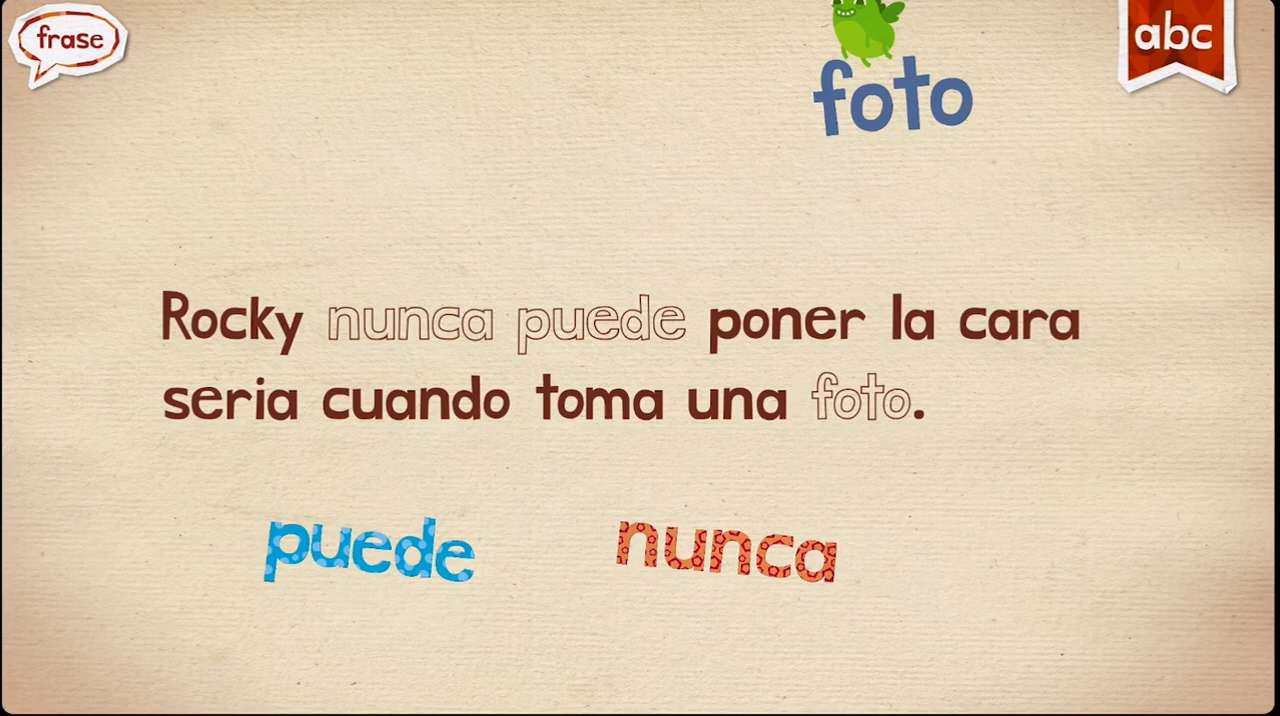 frase
abc
foto
Rocky nunca puede poner la cara
seria cuando toma una foto.
puede nunca